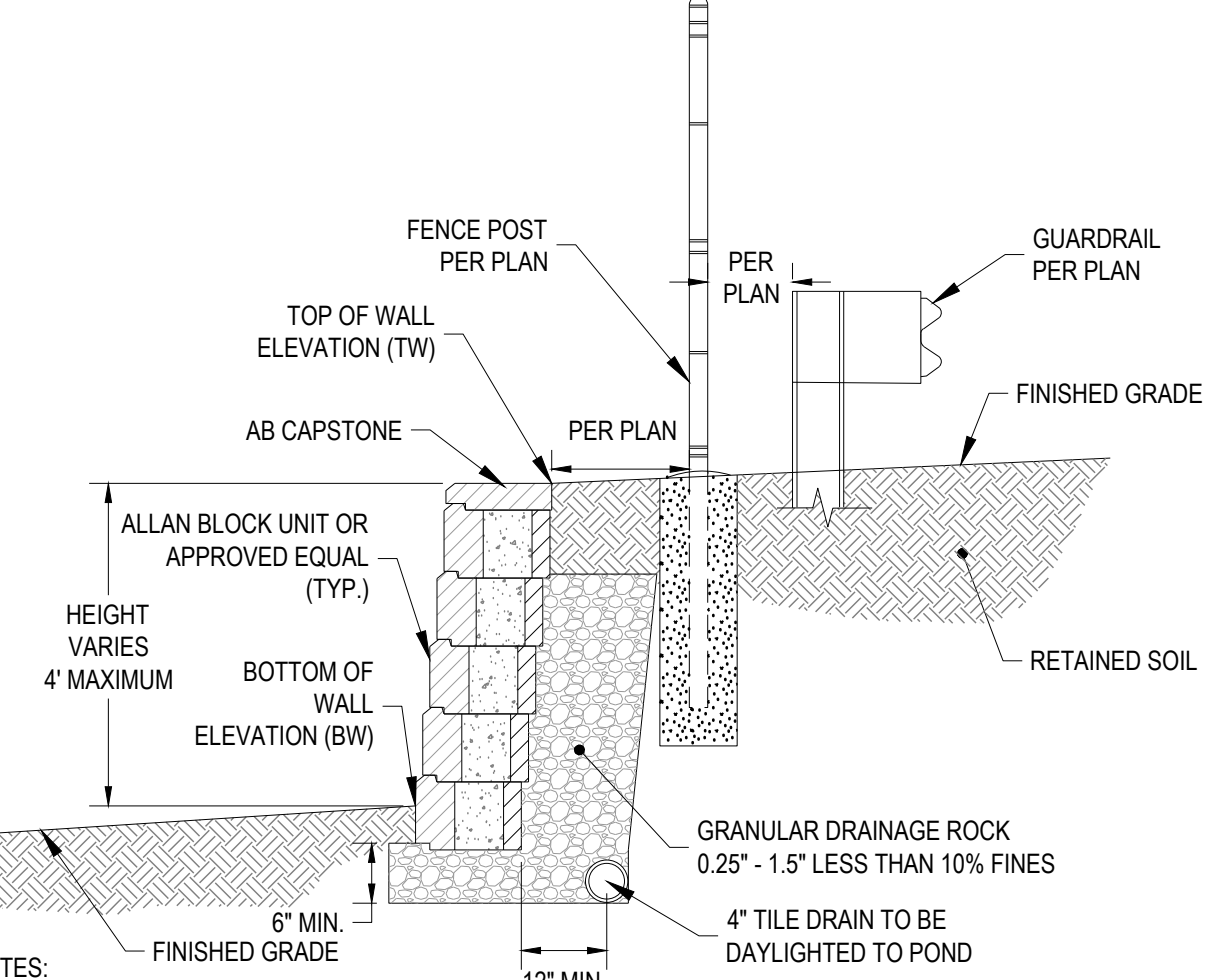 FENCE POST
PER PLAN
PER
PLAN
GUARDRAIL
PER PLAN
TOP OF WALL
ELEVATION (TW)
FINISHED GRADE
AB CAPSTONE
PER PLAN
ALLAN BLOCK UNIT OR
APPROVED EQUAL
(TYP.)
HEIGHT
VARIES
4' MAXIMUM
BOTTOM OF
WALL
ELEVATION (BW)
RETAINED SOIL
GRANULAR DRAINAGE ROCK
0.25" - 1.5" LESS THAN 10% FINES
6" MIN.
4" TILE DRAIN TO BE
DAYLIGHTED TO POND
FINISHED GRADE
TES:
12" MIN.